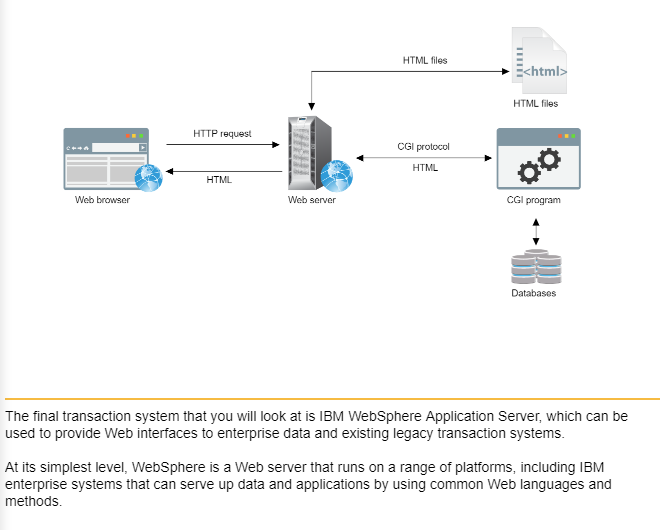 HTML files
<html>
HTML files
HTTP request
CGI protocol
HTML
HTML
Web browser
Web server
CGI program
Databases
The final transaction system that you will look at is IBM WebSphere Application Server, which can be
used to provide Web interfaces to enterprise data and existing legacy transaction systems.
At its simplest level, WebSphere is a Web server that runs on a range of platforms, including IBM
enterprise systems that can serve up data and applications by using common Web languages and
methods.